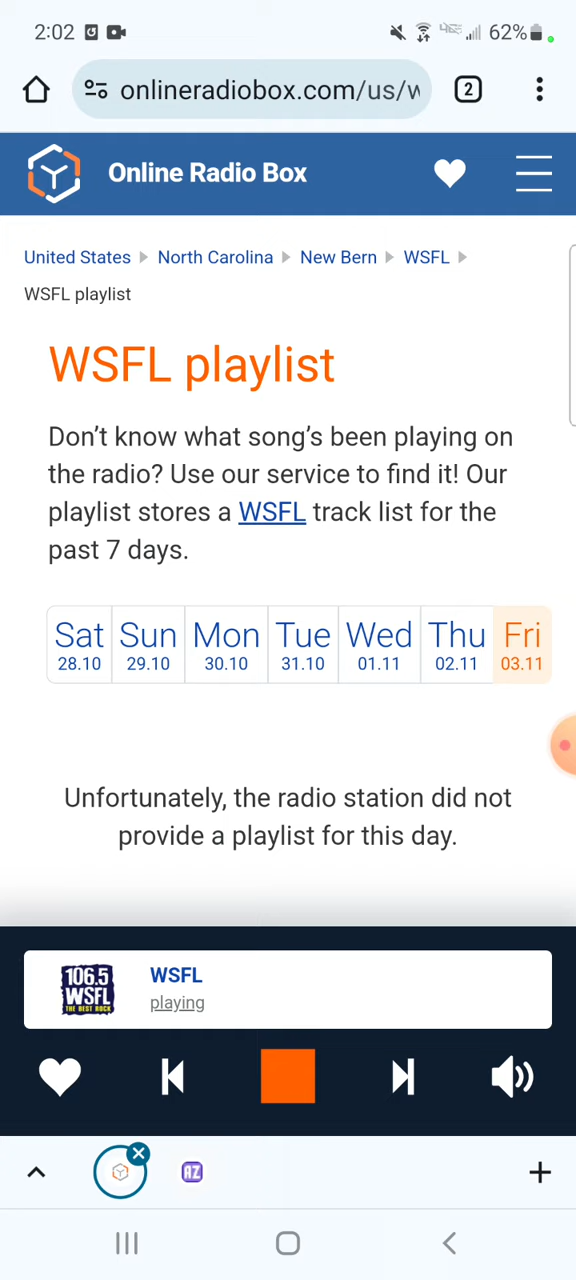 2:02 62%
onlineradiobox.com/us/w 2
Online Radio Box
United States North Carolina New Bern WSFL
WSFL playlist
WSFL playlist
Don’t know what song’s been playing on
the radio? Use our service to find it! Our
playlist stores a WSFL track list for the
past 7 days.
Sat Sun Mon Tue Wed Thu Fri
28.10 29.10 30.10 31.10 01.11 02.11 03.11
Unfortunately, the radio station did not
provide a playlist for this day.
106.5
WSFL
THE BEST ROCK
WSFL
playing
AZ